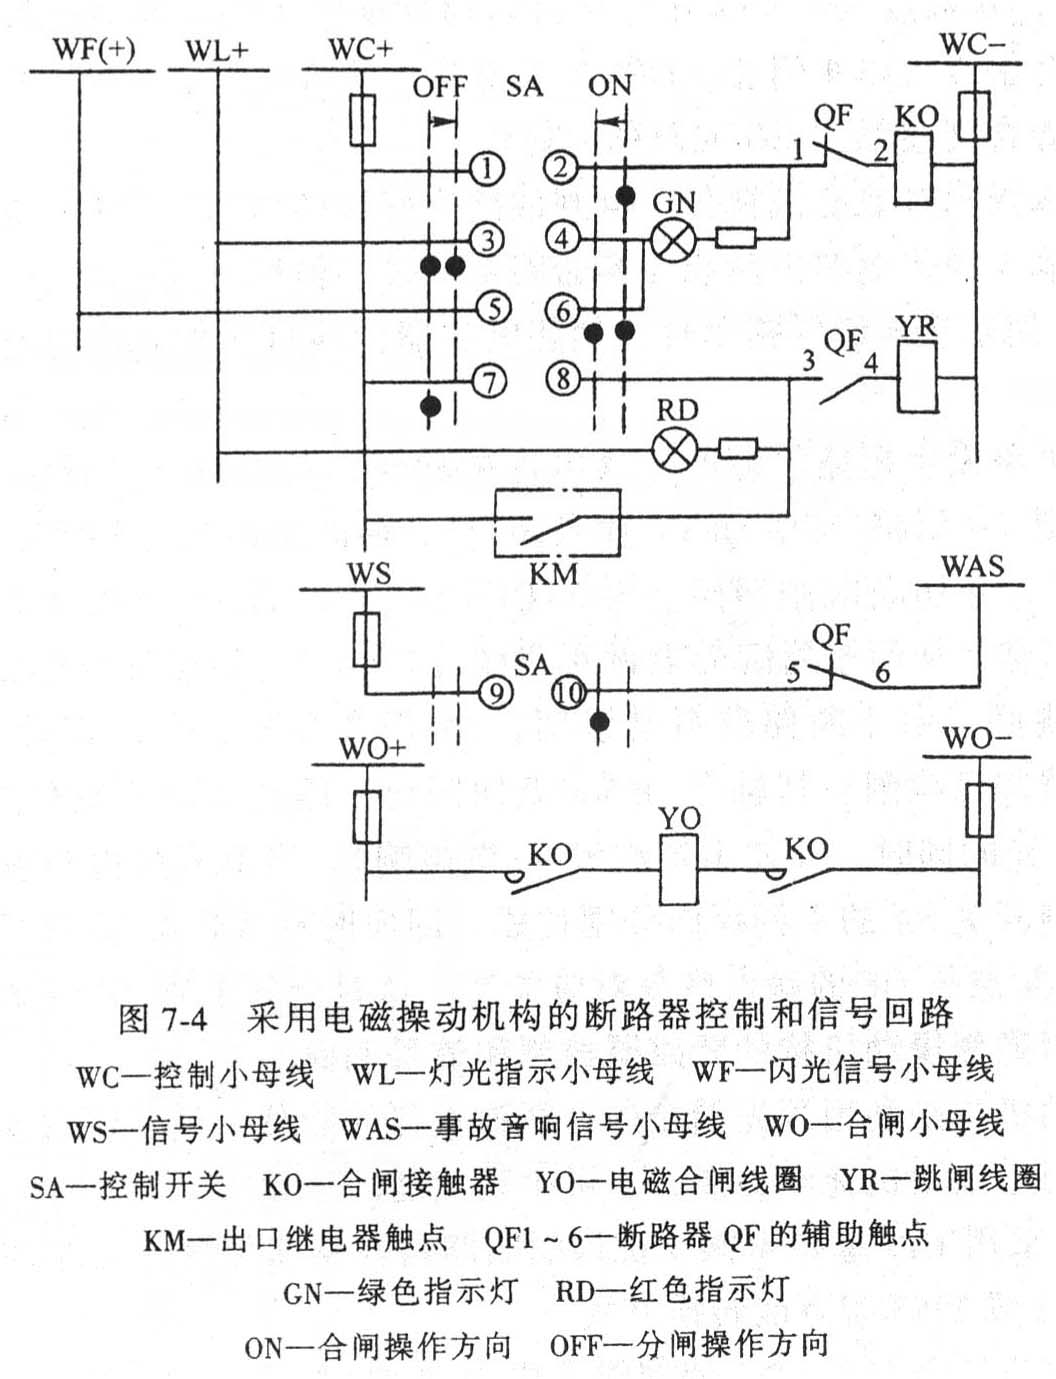 WF(+) WL+ WC+ WC−
OFF SA ON
QF KO
① ② 1 2
GN
③ ④
⑤ ⑥
QF YR
⑦ ⑧ 3 4
RD
KM
WS WAS
QF
SA 5 6
⑨ ⑩
WO+ WO−
YO
KO KO
图 7-4 采用电磁操动机构的断路器控制和信号回路
WC—控制小母线 WL—灯光指示小母线 WF—闪光信号小母线
WS—信号小母线 WAS—事故音响信号小母线 WO—合闸小母线
SA—控制开关 KO—合闸接触器 YO—电磁合闸线圈 YR—跳闸线圈
KM—出口继电器触点 QF1～6—断路器 QF 的辅助触点
GN—绿色指示灯 RD—红色指示灯
ON—合闸操作方向 OFF—分闸操作方向